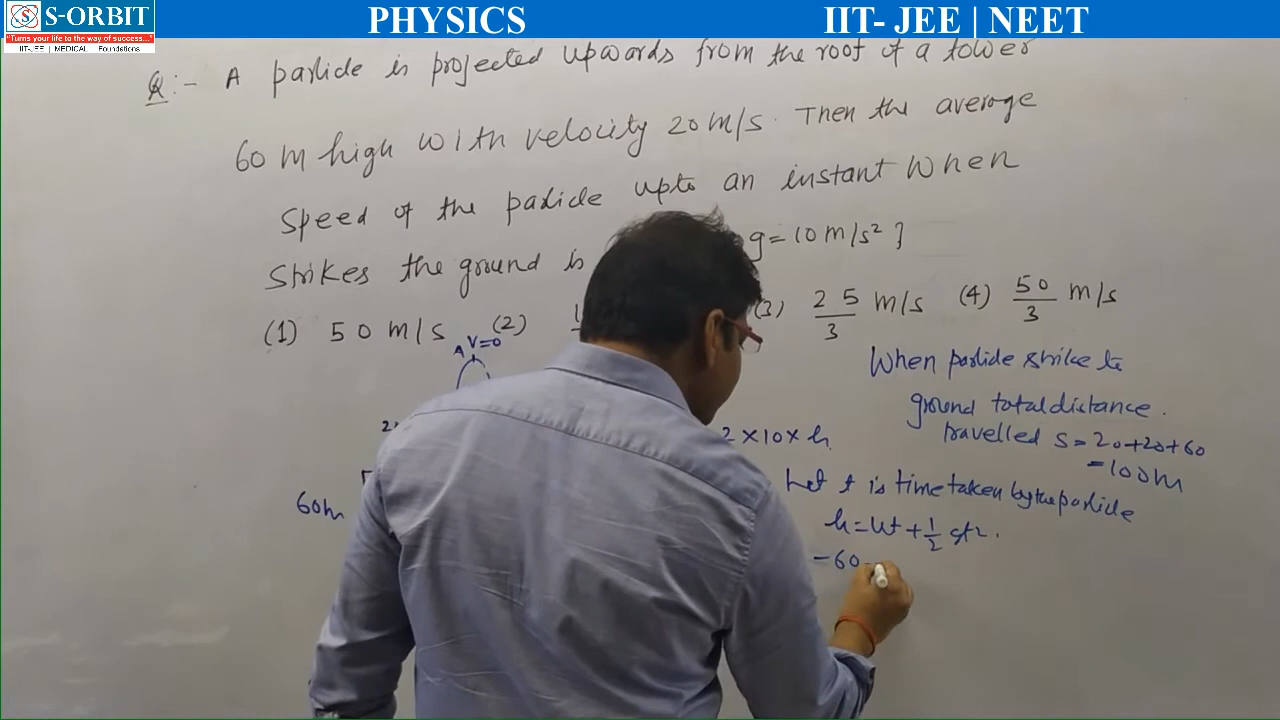 S-ORBIT
"Turns your life to the way of success..."
IIT-JEE | MEDICAL Foundations
PHYSICS
IIT- JEE | NEET
Q:- A particle is projected upwards from the roof of a tower
60 m high with velocity 20 m/s. Then the average
speed of the particle upto an instant when
strikes the ground is
g = 10 m/s² ]
(1) 50 m/s (2)
(3) 25/3 m/s (4) 50/3 m/s
A V=0
60m
2×10×h
When particle strike to
ground total distance.
travelled S = 20+20+60
= 100m
Let t is time taken by the particle
h = ut + 1/2 gt².
-60